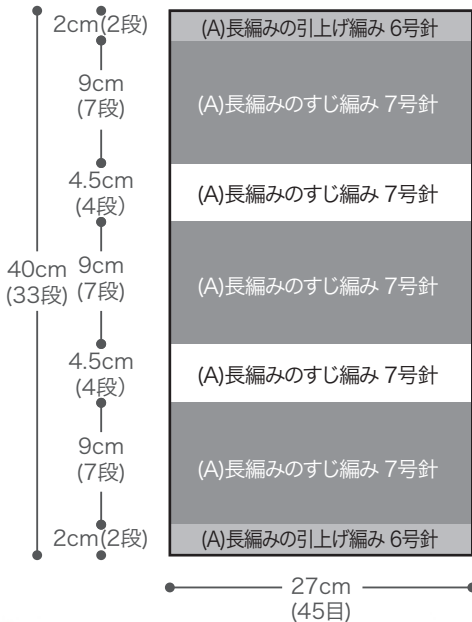 2cm(2段)
(A)長編みの引上げ編み 6号針
9cm
(7段)
(A)長編みのすじ編み 7号針
4.5cm
(4段)
(A)長編みのすじ編み 7号針
40cm
(33段)
9cm
(7段)
(A)長編みのすじ編み 7号針
4.5cm
(4段)
(A)長編みのすじ編み 7号針
9cm
(7段)
(A)長編みのすじ編み 7号針
2cm(2段)
(A)長編みの引上げ編み 6号針
27cm
(45目)